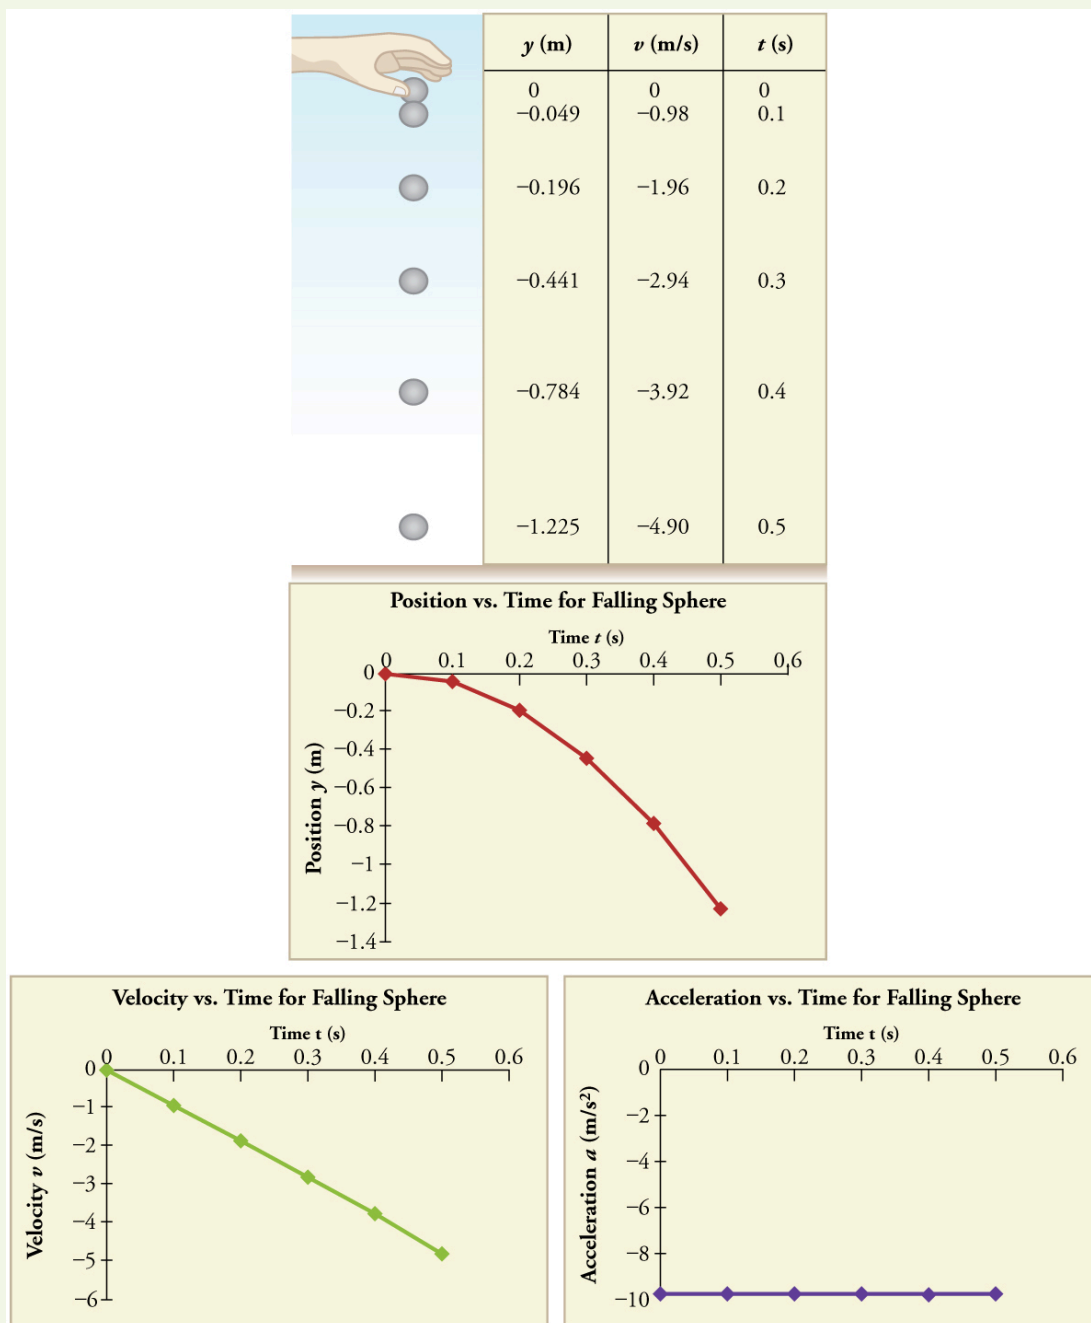 y (m) v (m/s) t (s)
0 0 0
−0.049 −0.98 0.1
−0.196 −1.96 0.2
−0.441 −2.94 0.3
−0.784 −3.92 0.4
−1.225 −4.90 0.5
Position vs. Time for Falling Sphere
Time t (s)
0 0.1 0.2 0.3 0.4 0.5 0,6
0
−0.2
−0.4
−0.6
−0.8
−1
−1.2
−1.4
Position y (m)
Velocity vs. Time for Falling Sphere
Time t (s)
0 0.1 0.2 0.3 0.4 0.5 0.6
0
−1
−2
−3
−4
−5
−6
Velocity v (m/s)
Acceleration vs. Time for Falling Sphere
Time t (s)
0 0.1 0.2 0.3 0.4 0.5 0.6
0
−2
−4
−6
−8
−10
Acceleration a (m/s²)